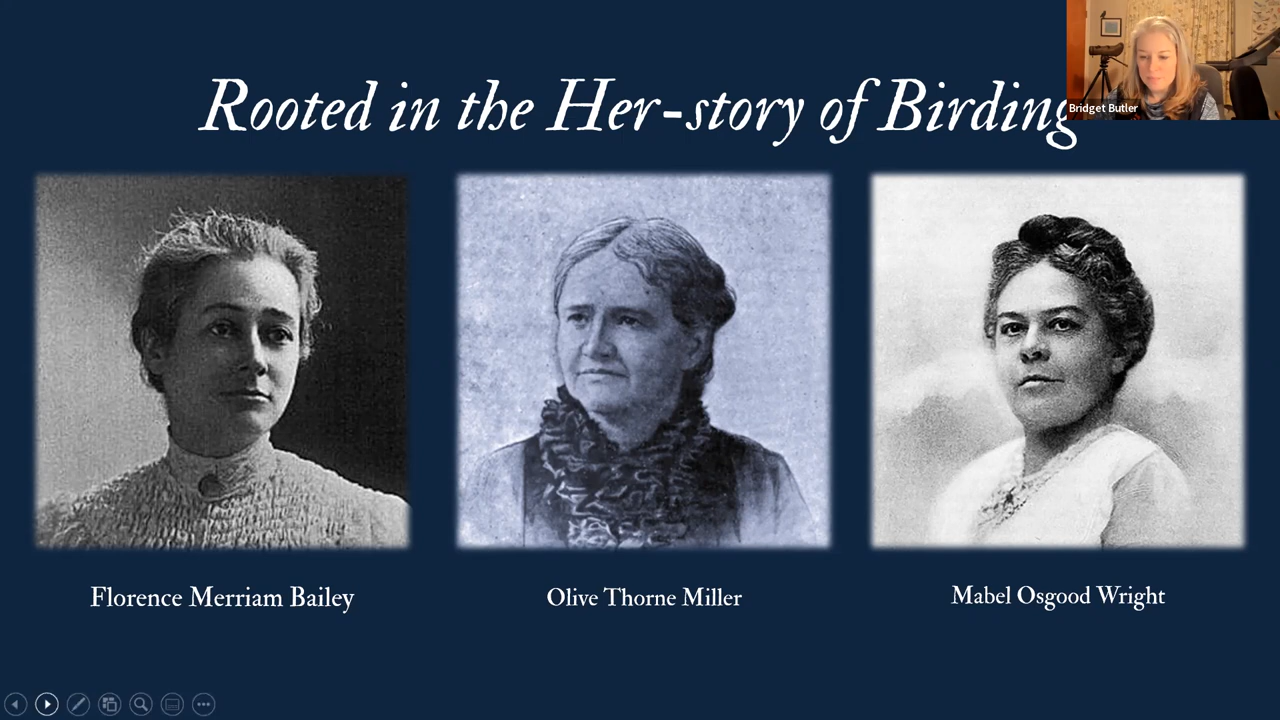 Rooted in the Her-story of Birding
Bridget Butler
Florence Merriam Bailey
Olive Thorne Miller
Mabel Osgood Wright